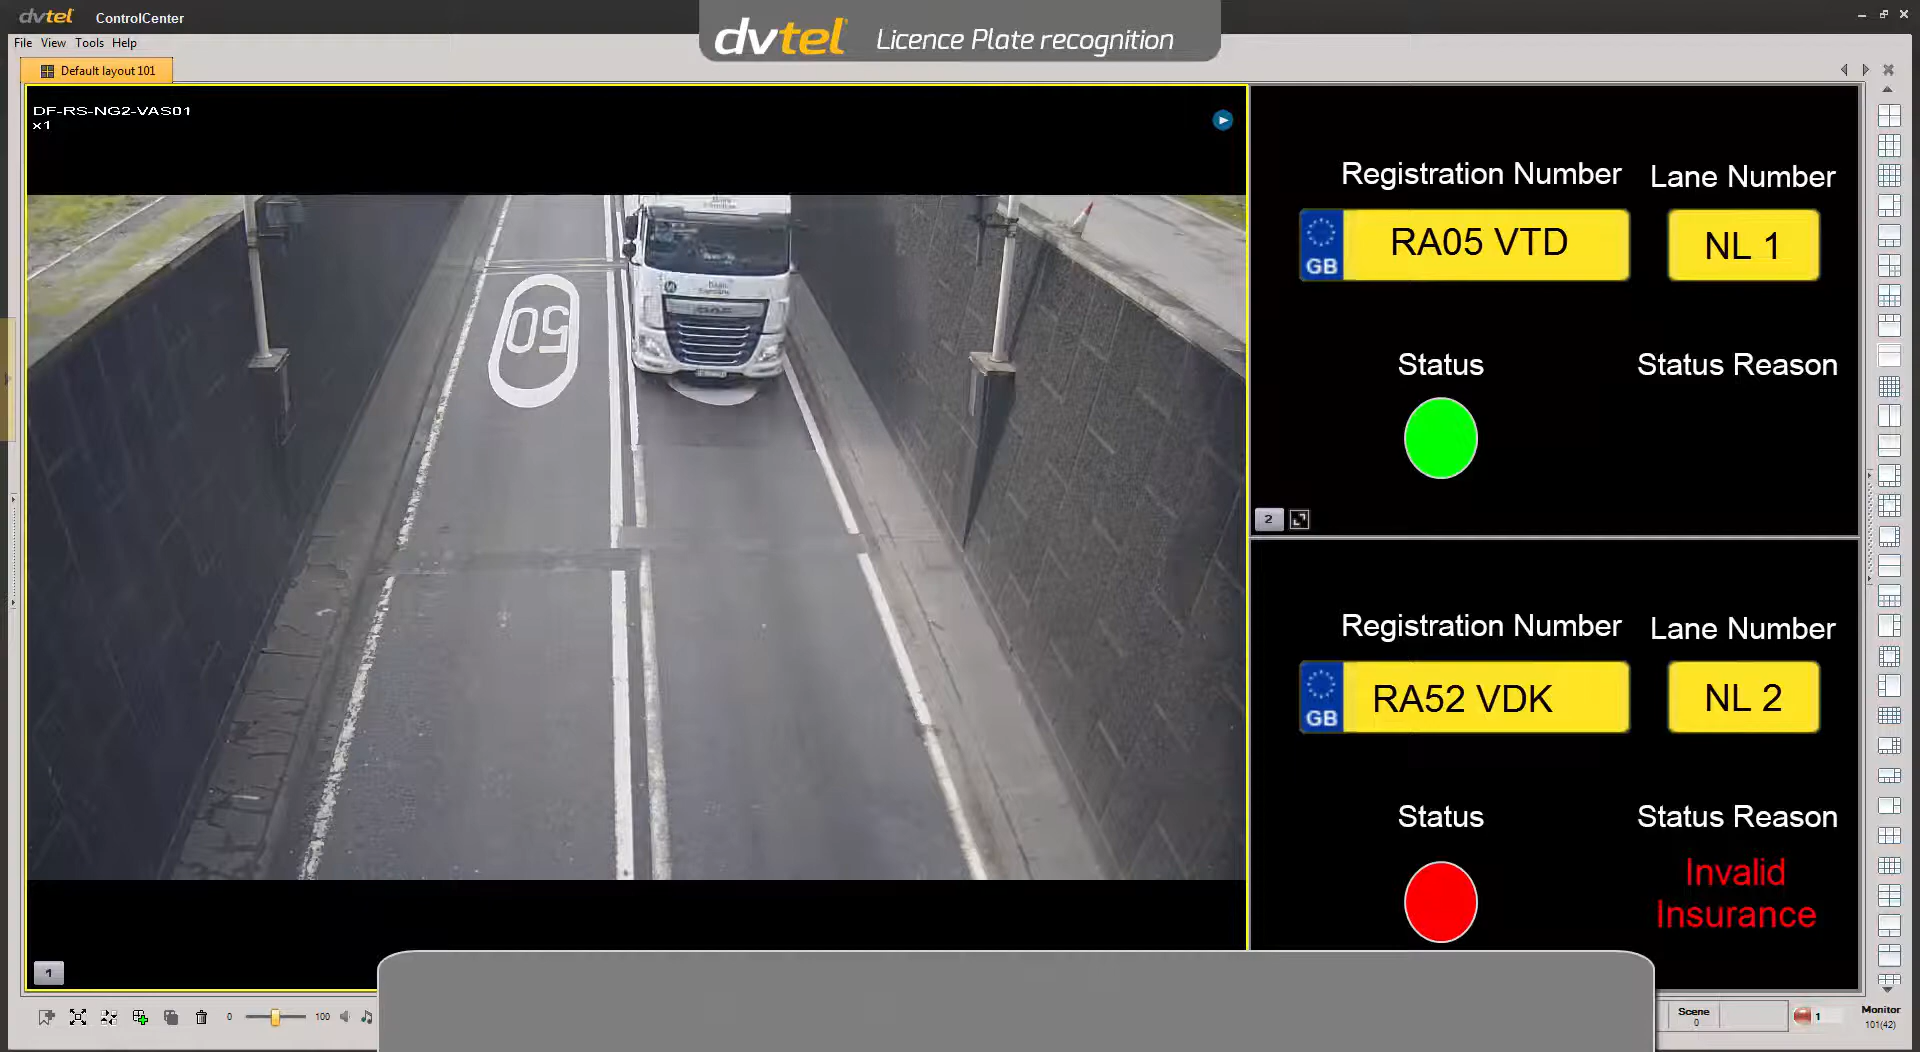 dvtel ControlCenter
dvtel Licence Plate recognition
File View Tools Help
Default layout 101
DF-RS-NG2-VAS01
x1
50
Registration Number Lane Number
GB RA05 VTD NL 1
Status Status Reason
2
Registration Number Lane Number
GB RA52 VDK NL 2
Status Status Reason
Invalid
Insurance
1
0 100
Scene
0
1
Monitor
101(42)